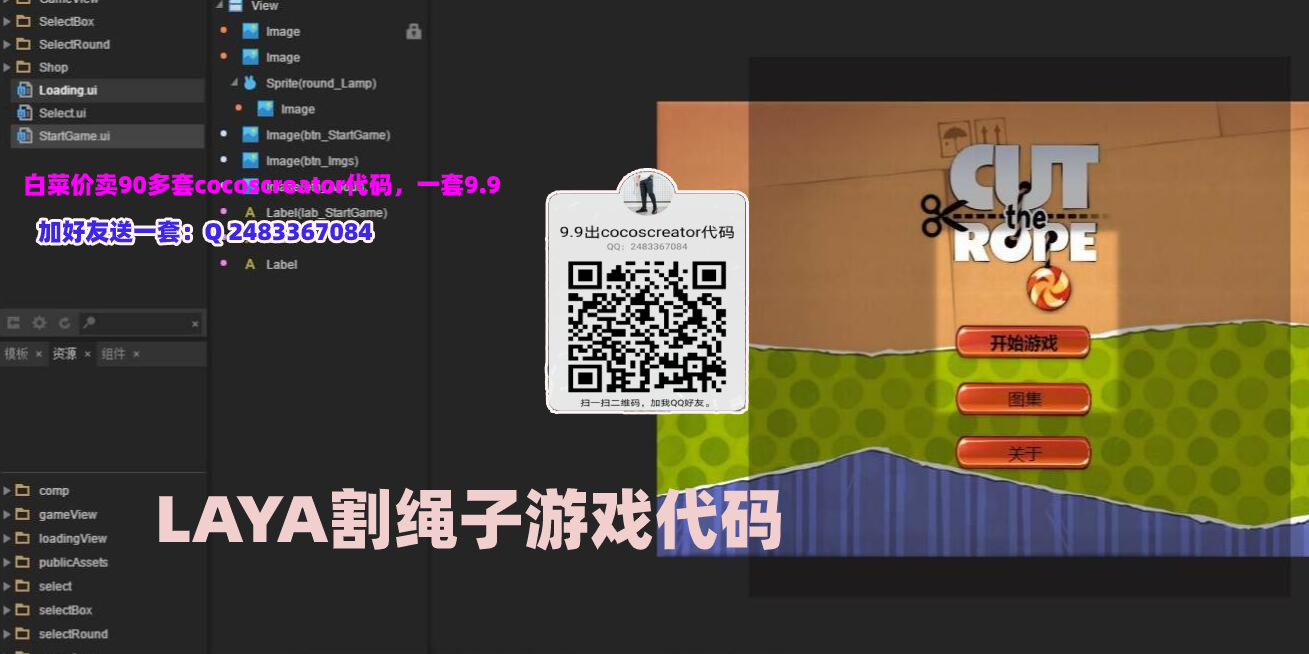 GameView
SelectBox
SelectRound
Shop
Loading.ui
Select.ui
StartGame.ui
View
Image
Image
Sprite(round_Lamp)
Image
Image(btn_StartGame)
Image(btn_Imgs)
白菜价卖90多套cocoscreator代码，一套9.9
A Label(lab_StartGame)
加好友送一套：Q 2483367084
A Label
9.9出cocoscreator代码
QQ：2483367084
扫一扫二维码，加我QQ好友。
CUT
the
ROPE
开始游戏
图集
关于
模板 × 资源 × 组件 ×
comp
gameView
loadingView
publicAssets
select
selectBox
selectRound
LAYA割绳子游戏代码